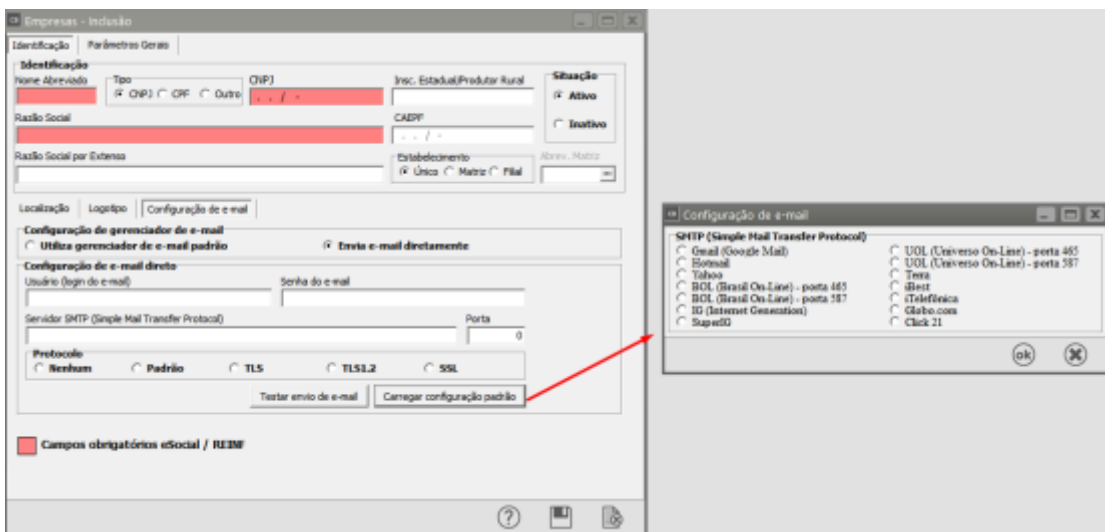 Empresas - Inclusão
Identificação Parâmetros Gerais
Identificação
Nome Abreviado Tipo CNPJ Insc. Estadual/Produtor Rural Situação
CNPJ CPF Outro . . / - Ativo
Razão Social CAEPF Inativo
. . / -
Razão Social por Extenso Estabelecimento Abrev. Matriz
Único Matriz Filial
Localização Logotipo Configuração de e-mail
Configuração de gerenciador de e-mail
Utiliza gerenciador de e-mail padrão Envia e-mail diretamente
Configuração de e-mail direto
Usuário (login do e-mail) Senha do e-mail
Servidor SMTP (Simple Mail Transfer Protocal) Porta
0
Protocolo
Nenhum Padrão TLS TLS1.2 SSL
Testar envio de e-mail Carregar configuração padrão
Campos obrigatórios eSocial / REINF
Configuração de e-mail
SMTP (Simple Mail Transfer Protocol)
Gmail (Google Mail) UOL (Universo On-Line) - porta 465
Hotmail UOL (Universo On-Line) - porta 587
Yahoo Terra
BOL (Brasil On-Line) - porta 465 iBest
BOL (Brasil On-Line) - porta 587 iTelefônica
IG (Internet Generation) Globo.com
SuperIG Click 21
ok